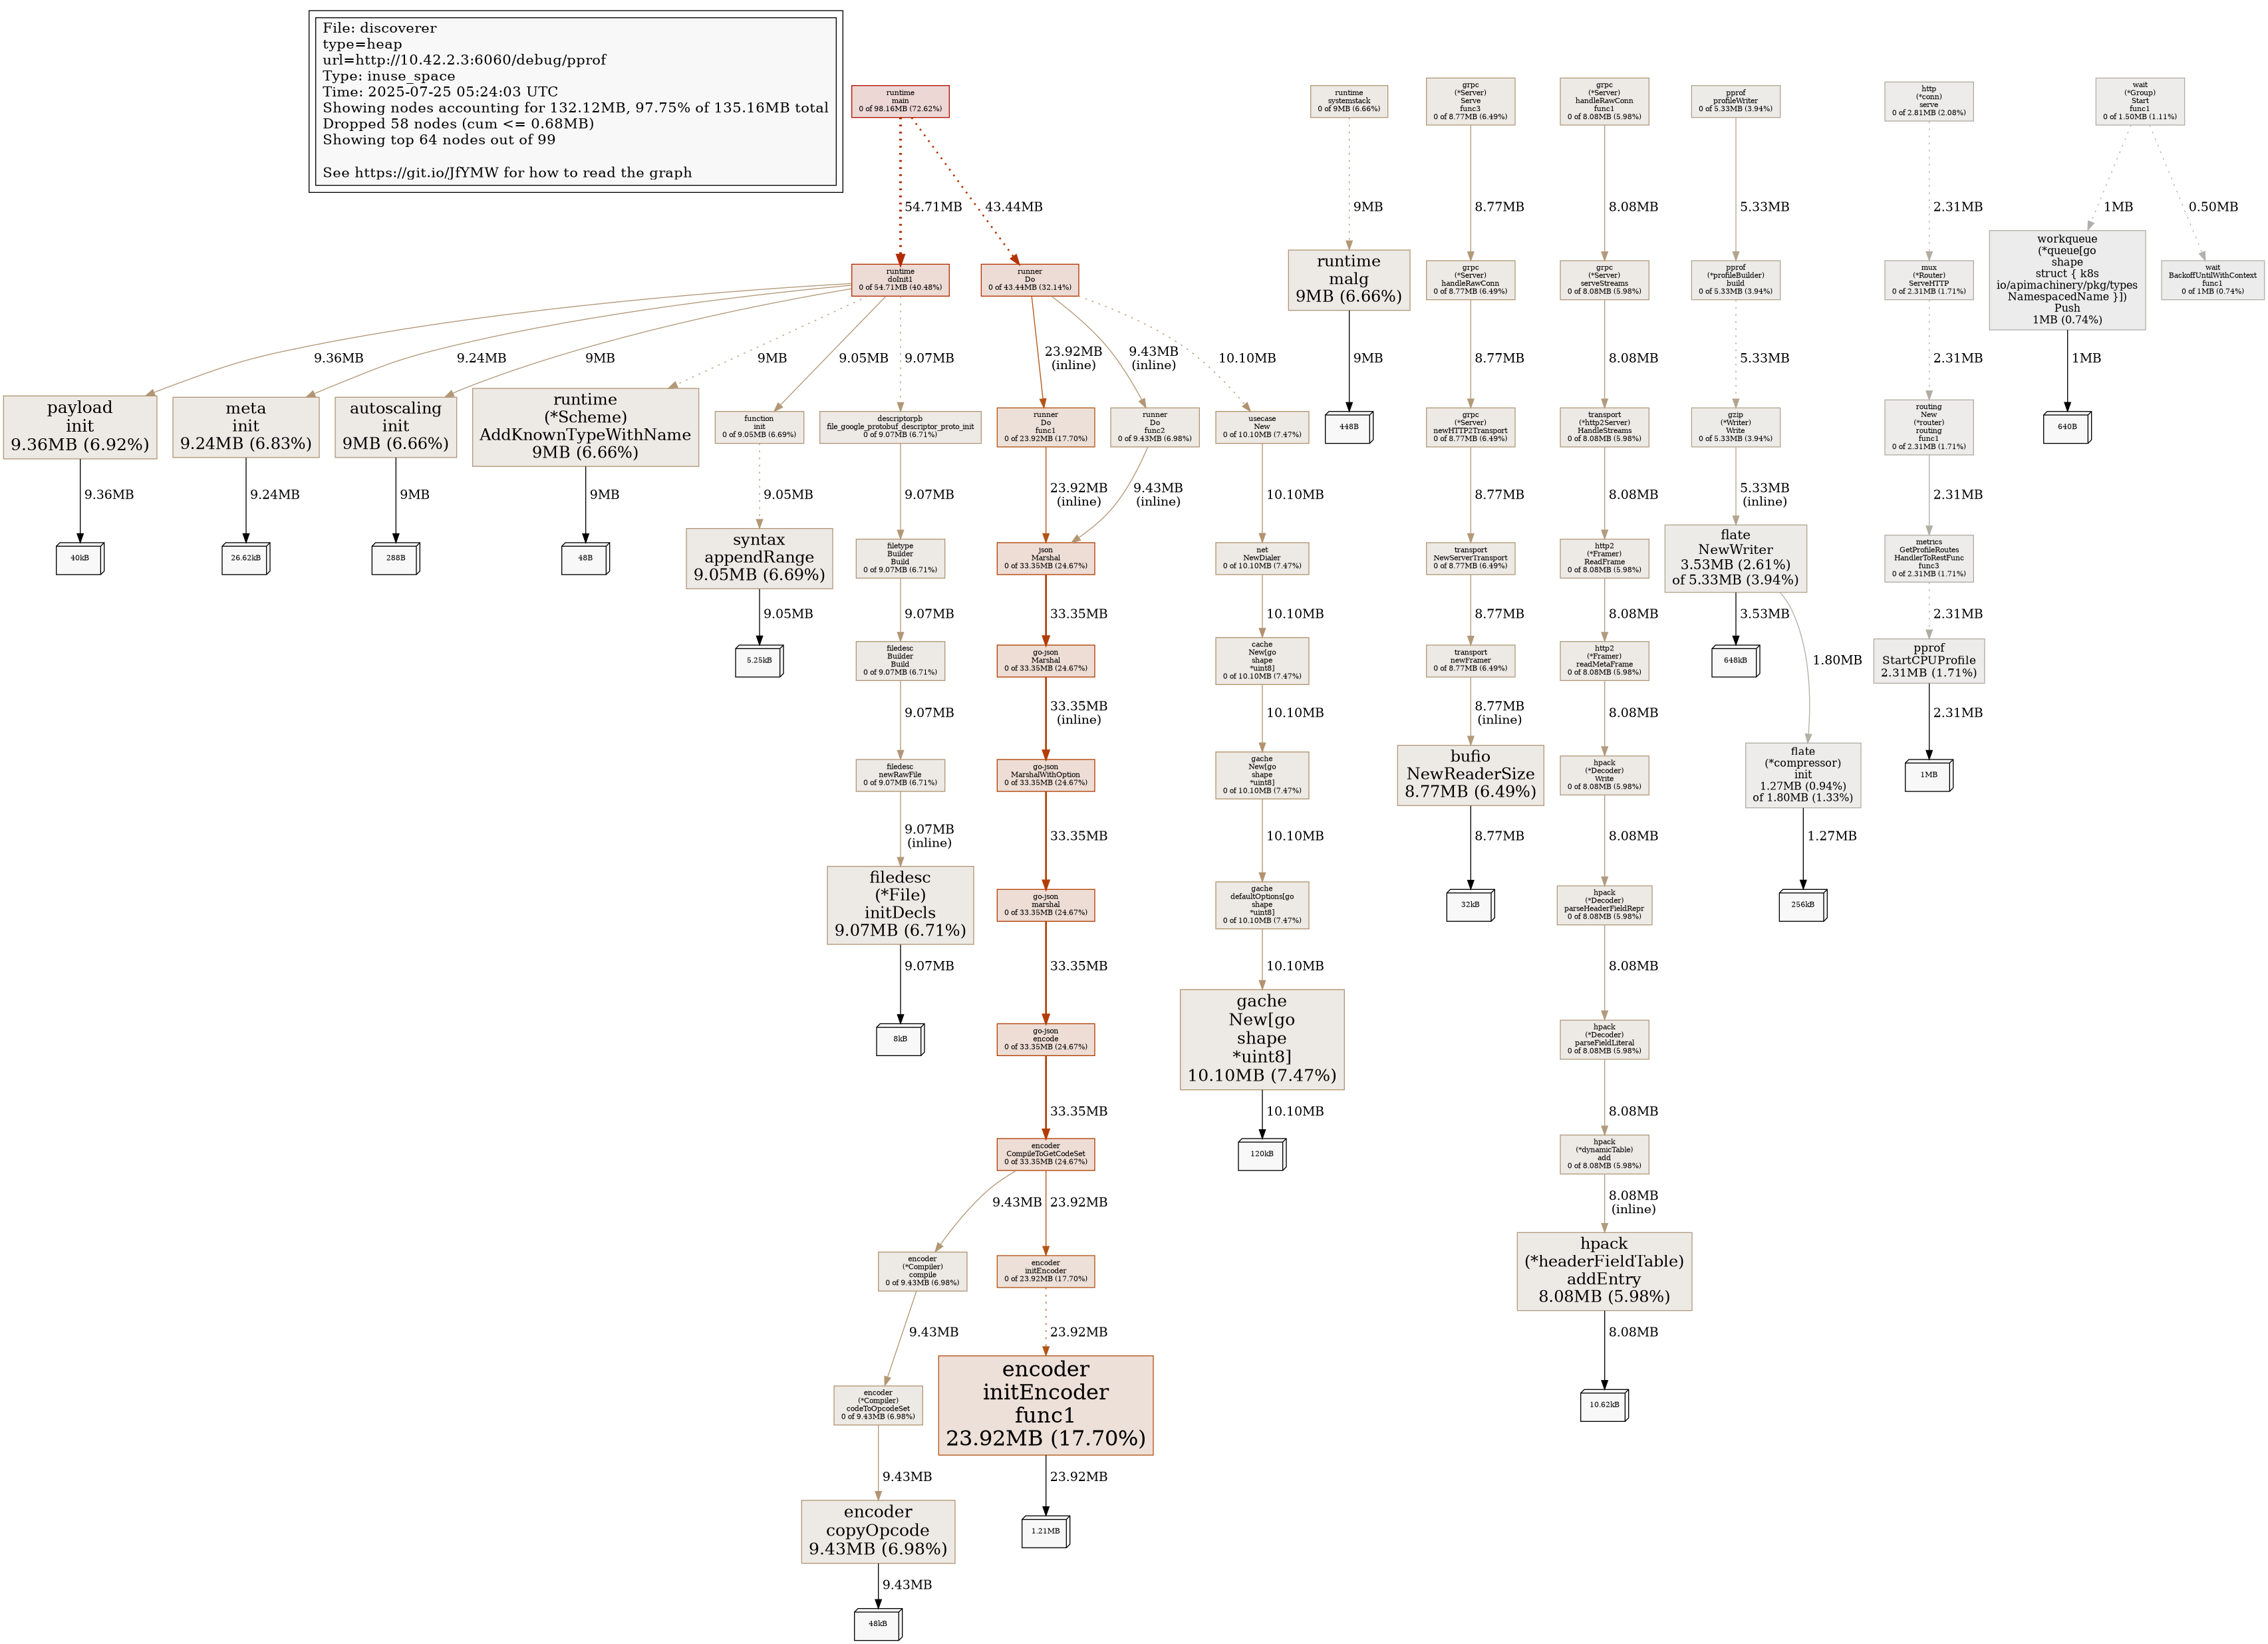 File: discoverer
type=heap
url=http://10.42.2.3:6060/debug/pprof
Type: inuse_space
Time: 2025-07-25 05:24:03 UTC
Showing nodes accounting for 132.12MB, 97.75% of 135.16MB total
Dropped 58 nodes (cum <= 0.68MB)
Showing top 64 nodes out of 99
See https://git.io/JfYMW for how to read the graph
runtime
main
0 of 98.16MB (72.62%)
runtime
systemstack
0 of 9MB (6.66%)
grpc
(*Server)
Serve
func3
0 of 8.77MB (6.49%)
grpc
(*Server)
handleRawConn
func1
0 of 8.08MB (5.98%)
pprof
profileWriter
0 of 5.33MB (3.94%)
http
(*conn)
serve
0 of 2.81MB (2.08%)
wait
(*Group)
Start
func1
0 of 1.50MB (1.11%)
54.71MB
43.44MB
9MB
8.77MB
8.08MB
5.33MB
2.31MB
1MB
0.50MB
runtime
doInit1
0 of 54.71MB (40.48%)
runner
Do
0 of 43.44MB (32.14%)
runtime
malg
9MB (6.66%)
grpc
(*Server)
handleRawConn
0 of 8.77MB (6.49%)
grpc
(*Server)
serveStreams
0 of 8.08MB (5.98%)
pprof
(*profileBuilder)
build
0 of 5.33MB (3.94%)
mux
(*Router)
ServeHTTP
0 of 2.31MB (1.71%)
workqueue
(*queue[go
shape
struct { k8s
io/apimachinery/pkg/types
NamespacedName }])
Push
1MB (0.74%)
wait
BackoffUntilWithContext
func1
0 of 1MB (0.74%)
9.36MB
9.24MB
9MB
9MB
9.05MB
9.07MB
23.92MB
(inline)
9.43MB
(inline)
10.10MB
9MB
8.77MB
8.08MB
5.33MB
2.31MB
1MB
payload
init
9.36MB (6.92%)
meta
init
9.24MB (6.83%)
autoscaling
init
9MB (6.66%)
runtime
(*Scheme)
AddKnownTypeWithName
9MB (6.66%)
function
init
0 of 9.05MB (6.69%)
descriptorpb
file_google_protobuf_descriptor_proto_init
0 of 9.07MB (6.71%)
runner
Do
func1
0 of 23.92MB (17.70%)
runner
Do
func2
0 of 9.43MB (6.98%)
usecase
New
0 of 10.10MB (7.47%)
448B
grpc
(*Server)
newHTTP2Transport
0 of 8.77MB (6.49%)
transport
(*http2Server)
HandleStreams
0 of 8.08MB (5.98%)
gzip
(*Writer)
Write
0 of 5.33MB (3.94%)
routing
New
(*router)
routing
func1
0 of 2.31MB (1.71%)
640B
9.36MB
9.24MB
9MB
9MB
9.05MB
9.07MB
23.92MB
(inline)
9.43MB
(inline)
10.10MB
8.77MB
8.08MB
5.33MB
(inline)
2.31MB
40kB
26.62kB
288B
48B
syntax
appendRange
9.05MB (6.69%)
filetype
Builder
Build
0 of 9.07MB (6.71%)
json
Marshal
0 of 33.35MB (24.67%)
net
NewDialer
0 of 10.10MB (7.47%)
transport
NewServerTransport
0 of 8.77MB (6.49%)
http2
(*Framer)
ReadFrame
0 of 8.08MB (5.98%)
flate
NewWriter
3.53MB (2.61%)
of 5.33MB (3.94%)
metrics
GetProfileRoutes
HandlerToRestFunc
func3
0 of 2.31MB (1.71%)
9.05MB
9.07MB
33.35MB
10.10MB
8.77MB
8.08MB
3.53MB
1.80MB
2.31MB
5.25kB
filedesc
Builder
Build
0 of 9.07MB (6.71%)
go-json
Marshal
0 of 33.35MB (24.67%)
cache
New[go
shape
*uint8]
0 of 10.10MB (7.47%)
transport
newFramer
0 of 8.77MB (6.49%)
http2
(*Framer)
readMetaFrame
0 of 8.08MB (5.98%)
648kB
pprof
StartCPUProfile
2.31MB (1.71%)
9.07MB
33.35MB
(inline)
10.10MB
8.77MB
(inline)
8.08MB
2.31MB
filedesc
newRawFile
0 of 9.07MB (6.71%)
go-json
MarshalWithOption
0 of 33.35MB (24.67%)
gache
New[go
shape
*uint8]
0 of 10.10MB (7.47%)
bufio
NewReaderSize
8.77MB (6.49%)
hpack
(*Decoder)
Write
0 of 8.08MB (5.98%)
flate
(*compressor)
init
1.27MB (0.94%)
of 1.80MB (1.33%)
1MB
9.07MB
(inline)
33.35MB
10.10MB
8.77MB
8.08MB
1.27MB
filedesc
(*File)
initDecls
9.07MB (6.71%)
go-json
marshal
0 of 33.35MB (24.67%)
gache
defaultOptions[go
shape
*uint8]
0 of 10.10MB (7.47%)
32kB
hpack
(*Decoder)
parseHeaderFieldRepr
0 of 8.08MB (5.98%)
256kB
9.07MB
33.35MB
10.10MB
8.08MB
8kB
go-json
encode
0 of 33.35MB (24.67%)
gache
New[go
shape
*uint8]
10.10MB (7.47%)
hpack
(*Decoder)
parseFieldLiteral
0 of 8.08MB (5.98%)
33.35MB
10.10MB
8.08MB
encoder
CompileToGetCodeSet
0 of 33.35MB (24.67%)
120kB
hpack
(*dynamicTable)
add
0 of 8.08MB (5.98%)
9.43MB
23.92MB
8.08MB
(inline)
encoder
(*Compiler)
compile
0 of 9.43MB (6.98%)
encoder
initEncoder
0 of 23.92MB (17.70%)
hpack
(*headerFieldTable)
addEntry
8.08MB (5.98%)
9.43MB
23.92MB
8.08MB
encoder
(*Compiler)
codeToOpcodeSet
0 of 9.43MB (6.98%)
encoder
initEncoder
func1
23.92MB (17.70%)
10.62kB
9.43MB
23.92MB
encoder
copyOpcode
9.43MB (6.98%)
1.21MB
9.43MB
48kB